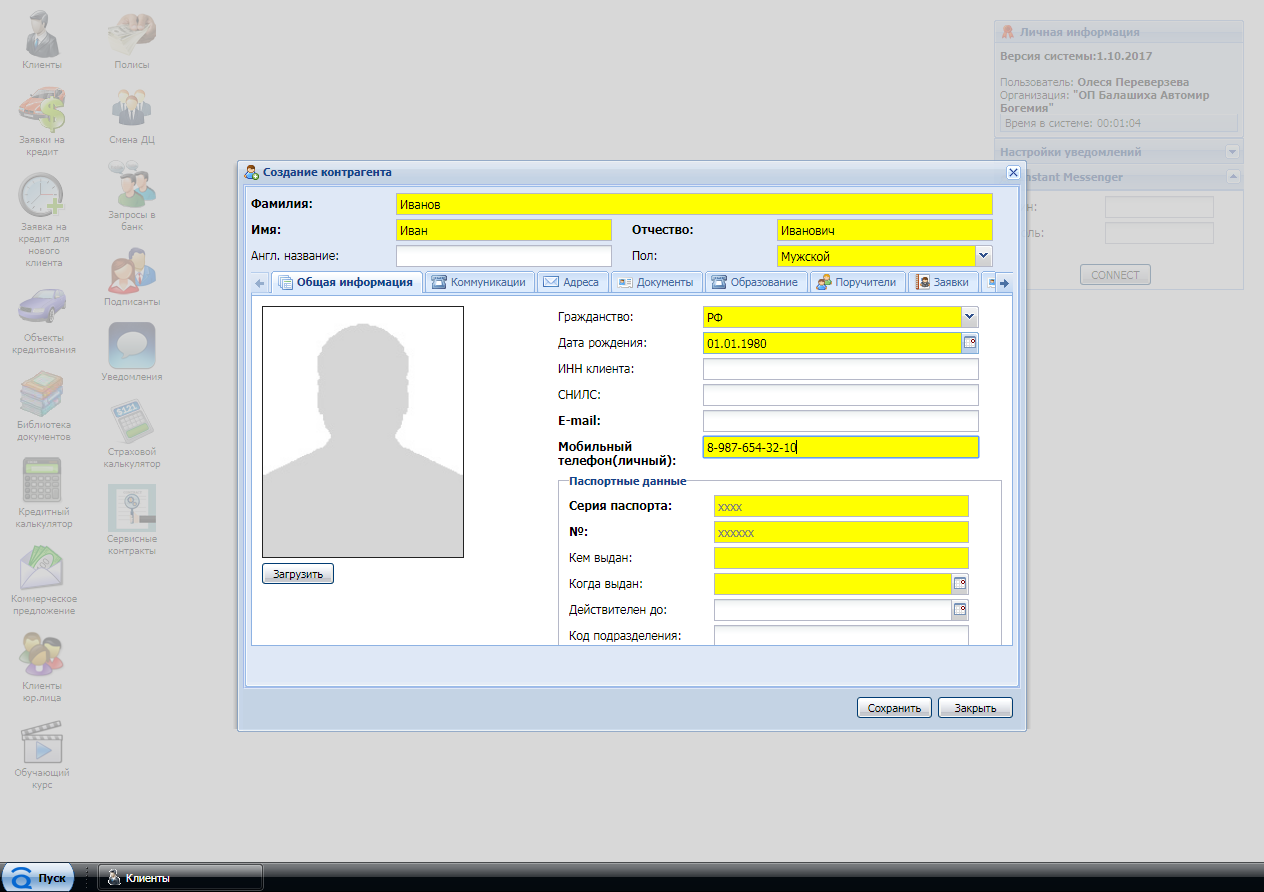 Клиенты
Полисы
Заявки на
кредит
Смена ДЦ
Заявка на
кредит для
нового
клиента
Запросы в
банк
Объекты
кредитования
Подписанты
Библиотека
документов
Уведомления
Кредитный
калькулятор
Страховой
калькулятор
Коммерческое
предложение
Сервисные
контракты
Клиенты
юр.лица
Обучающий
курс
Личная информация
Версия системы:1.10.2017
Пользователь: Олеся Переверзева
Организация: "ОП Балашиха Автомир
Богемия"
Время в системе: 00:01:04
Настройки уведомлений
nstant Messenger
н:
ль:
CONNECT
Создание контрагента
Фамилия: Иванов
Имя: Иван Отчество: Иванович
Англ. название: Пол: Мужской
Общая информация Коммуникации Адреса Документы Образование Поручители Заявки
Гражданство: РФ
Дата рождения: 01.01.1980
ИНН клиента:
СНИЛС:
E-mail:
Мобильный
телефон(личный): 8-987-654-32-10
Паспортные данные
Серия паспорта: xxxx
№: xxxxxx
Кем выдан:
Когда выдан:
Действителен до:
Код подразделения:
Загрузить
Сохранить Закрыть
Пуск Клиенты